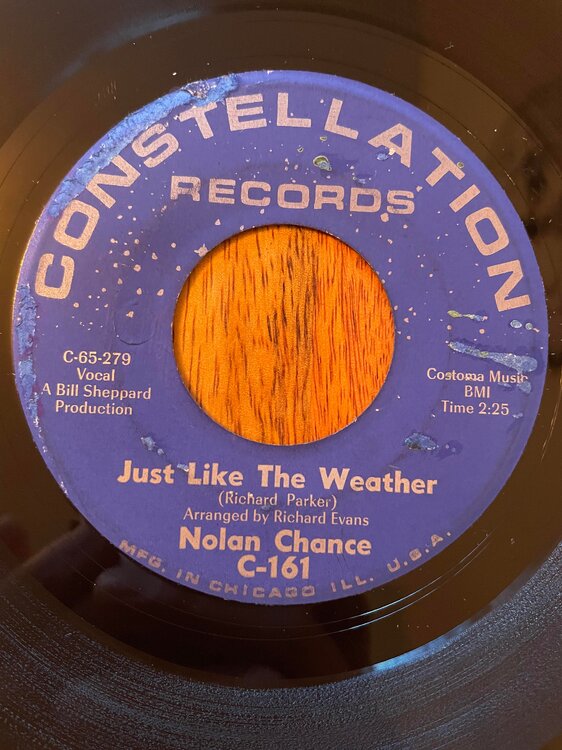 CONSTELLATION
RECORDS
C-65-279
Vocal
A Bill Sheppard
Production
Costoma Music
BMI
Time 2:25
Just Like The Weather
(Richard Parker)
Arranged by Richard Evans
Nolan Chance
C-161
MFG. IN CHICAGO ILL. U.S.A.